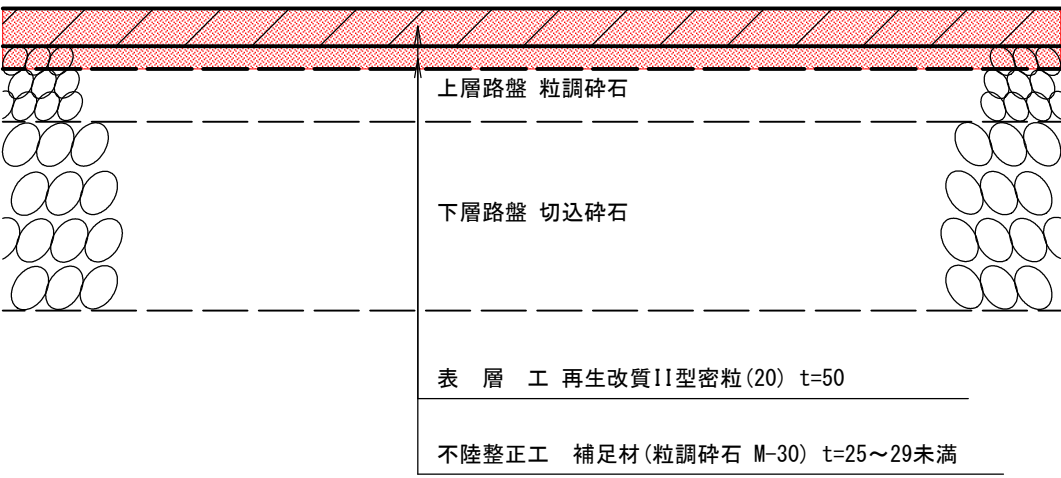 上層路盤 粒調砕石
下層路盤 切込砕石
表　層　工 再生改質II型密粒(20) t=50
不陸整正工　補足材(粒調砕石 M-30) t=25～29未満